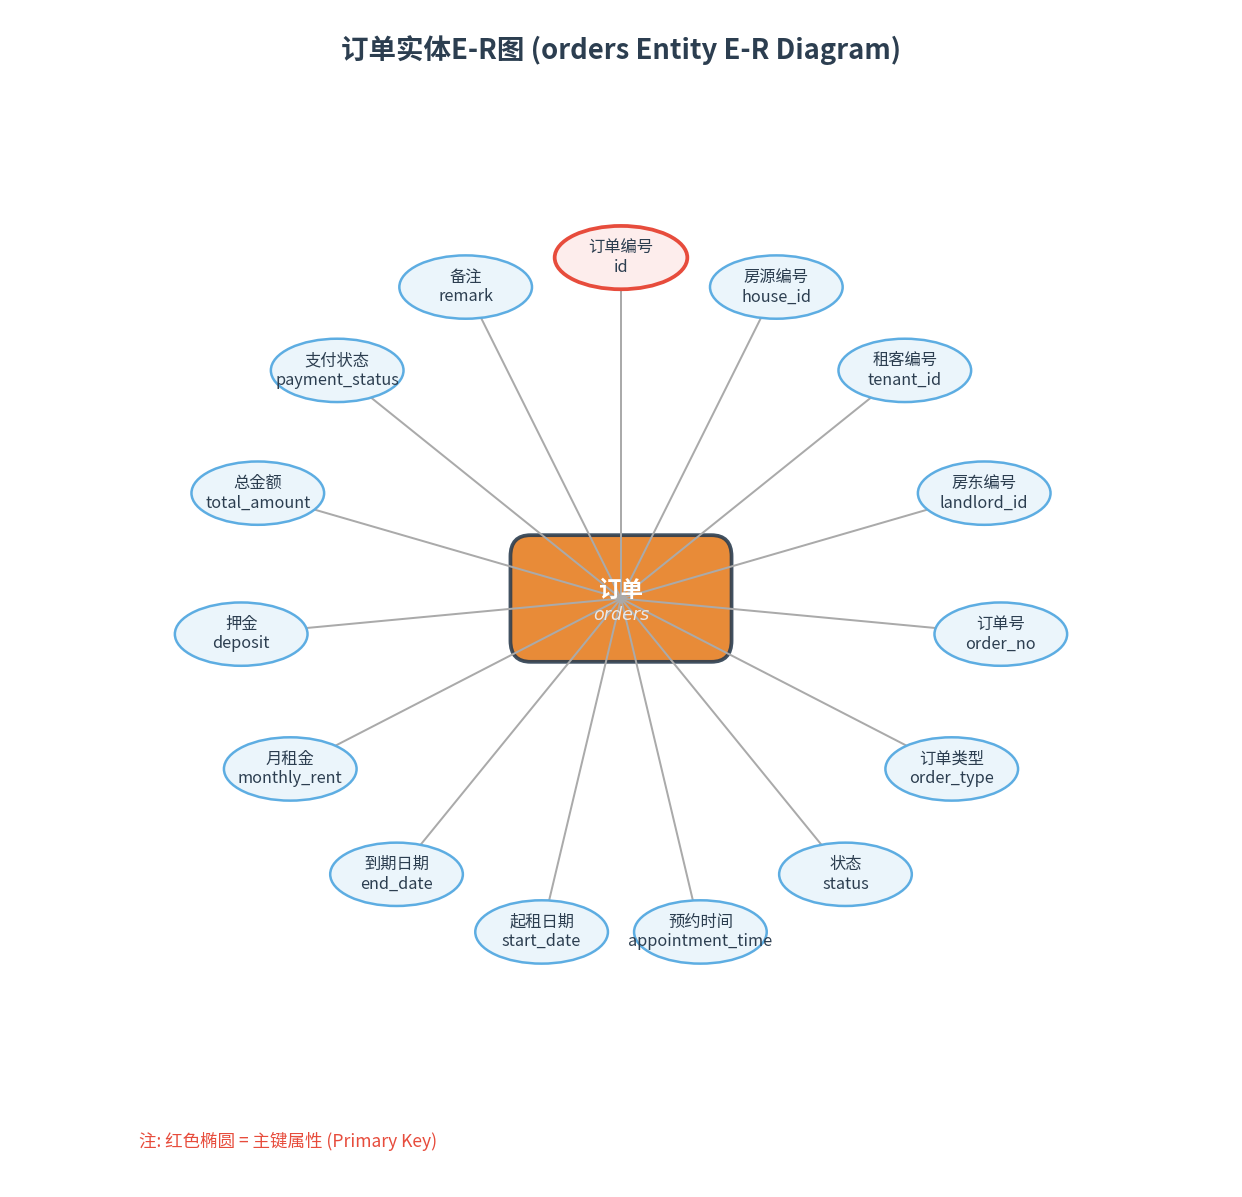 订单实体E-R图 (orders Entity E-R Diagram)
订单编号
id
备注
remark
房源编号
house_id
支付状态
payment_status
租客编号
tenant_id
总金额
total_amount
房东编号
landlord_id
订单
orders
押金
deposit
订单号
order_no
月租金
monthly_rent
订单类型
order_type
到期日期
end_date
状态
status
起租日期
start_date
预约时间
appointment_time
注: 红色椭圆 = 主键属性 (Primary Key)